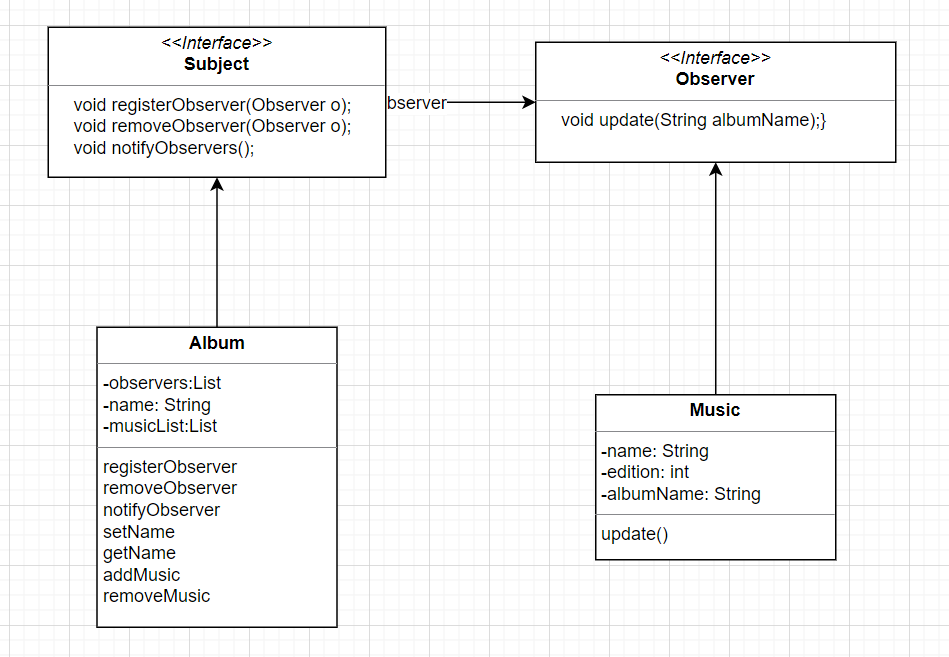 <<Interface>>
Subject
void registerObserver(Observer o);
void removeObserver(Observer o);
void notifyObservers();
bserver
<<Interface>>
Observer
void update(String albumName);}
Album
-observers:List
-name: String
-musicList:List
registerObserver
removeObserver
notifyObserver
setName
getName
addMusic
removeMusic
Music
-name: String
-edition: int
-albumName: String
update()